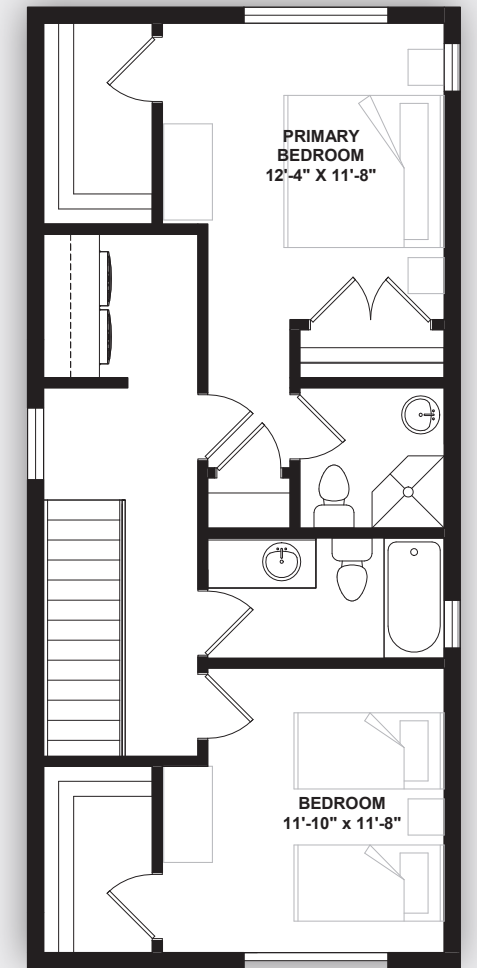 PRIMARY
BEDROOM
12'-4" X 11'-8"
BEDROOM
11'-10" x 11'-8"